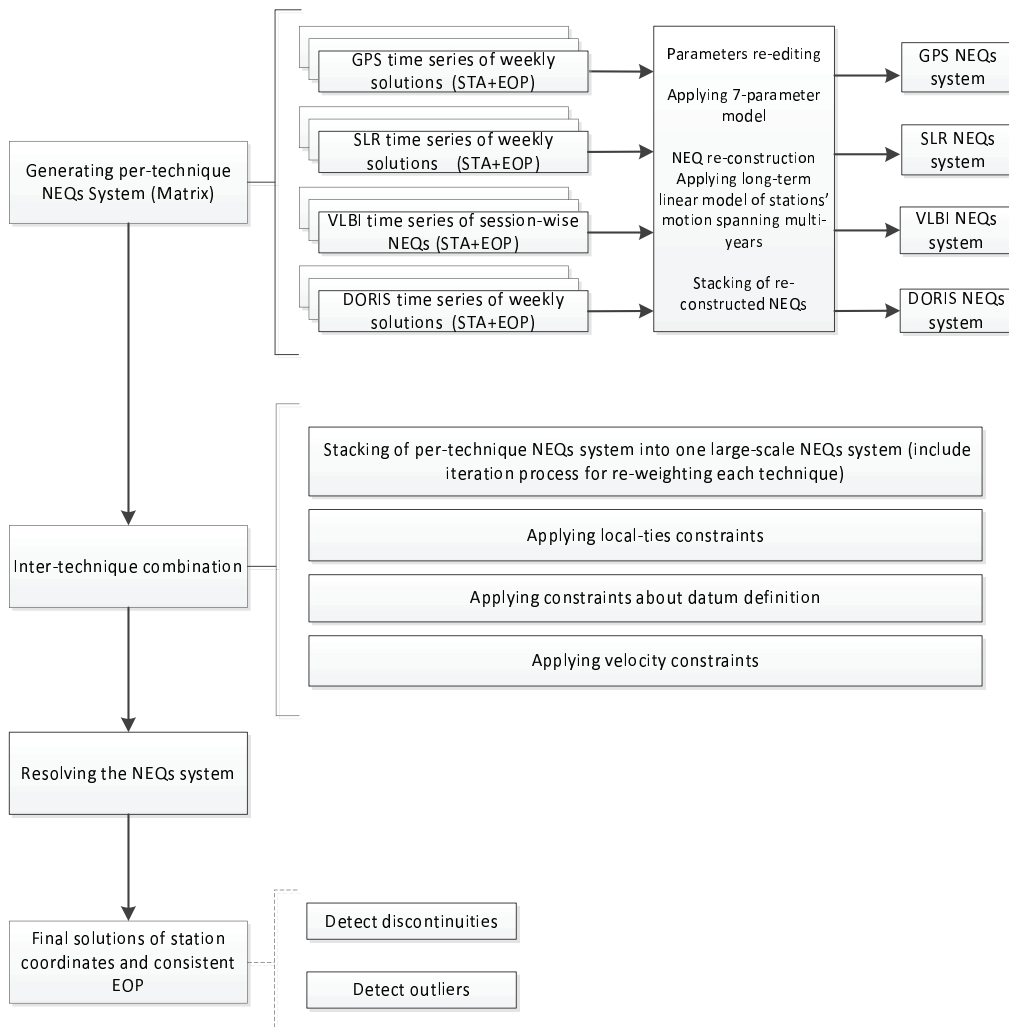 Generating per-technique
NEQs System (Matrix)
GPS time series of weekly
solutions (STA+EOP)
SLR time series of weekly
solutions (STA+EOP)
VLBI time series of session-wise
NEQs (STA+EOP)
DORIS time series of weekly
solutions (STA+EOP)
Parameters re-editing
Applying 7-parameter
model
NEQ re-construction
Applying long-term
linear model of stations'
motion spanning multi-
years
Stacking of re-
constructed NEQs
GPS NEQs
system
SLR NEQs
system
VLBI NEQs
system
DORIS NEQs
system
Inter-technique combination
Stacking of per-technique NEQs system into one large-scale NEQs system (include
iteration process for re-weighting each technique)
Applying local-ties constraints
Applying constraints about datum definition
Applying velocity constraints
Resolving the NEQs system
Final solutions of station
coordinates and consistent
EOP
Detect discontinuities
Detect outliers